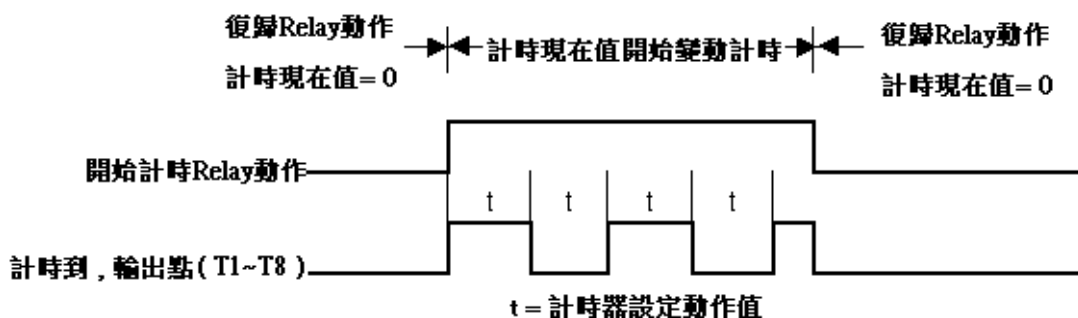 復歸Relay動作
計時現在值= 0
計時現在值開始變動計時
復歸Relay動作
計時現在值= 0
開始計時Relay動作
t t t t
計時到 , 輸出點( T1~T8 )
t = 計時器設定動作值